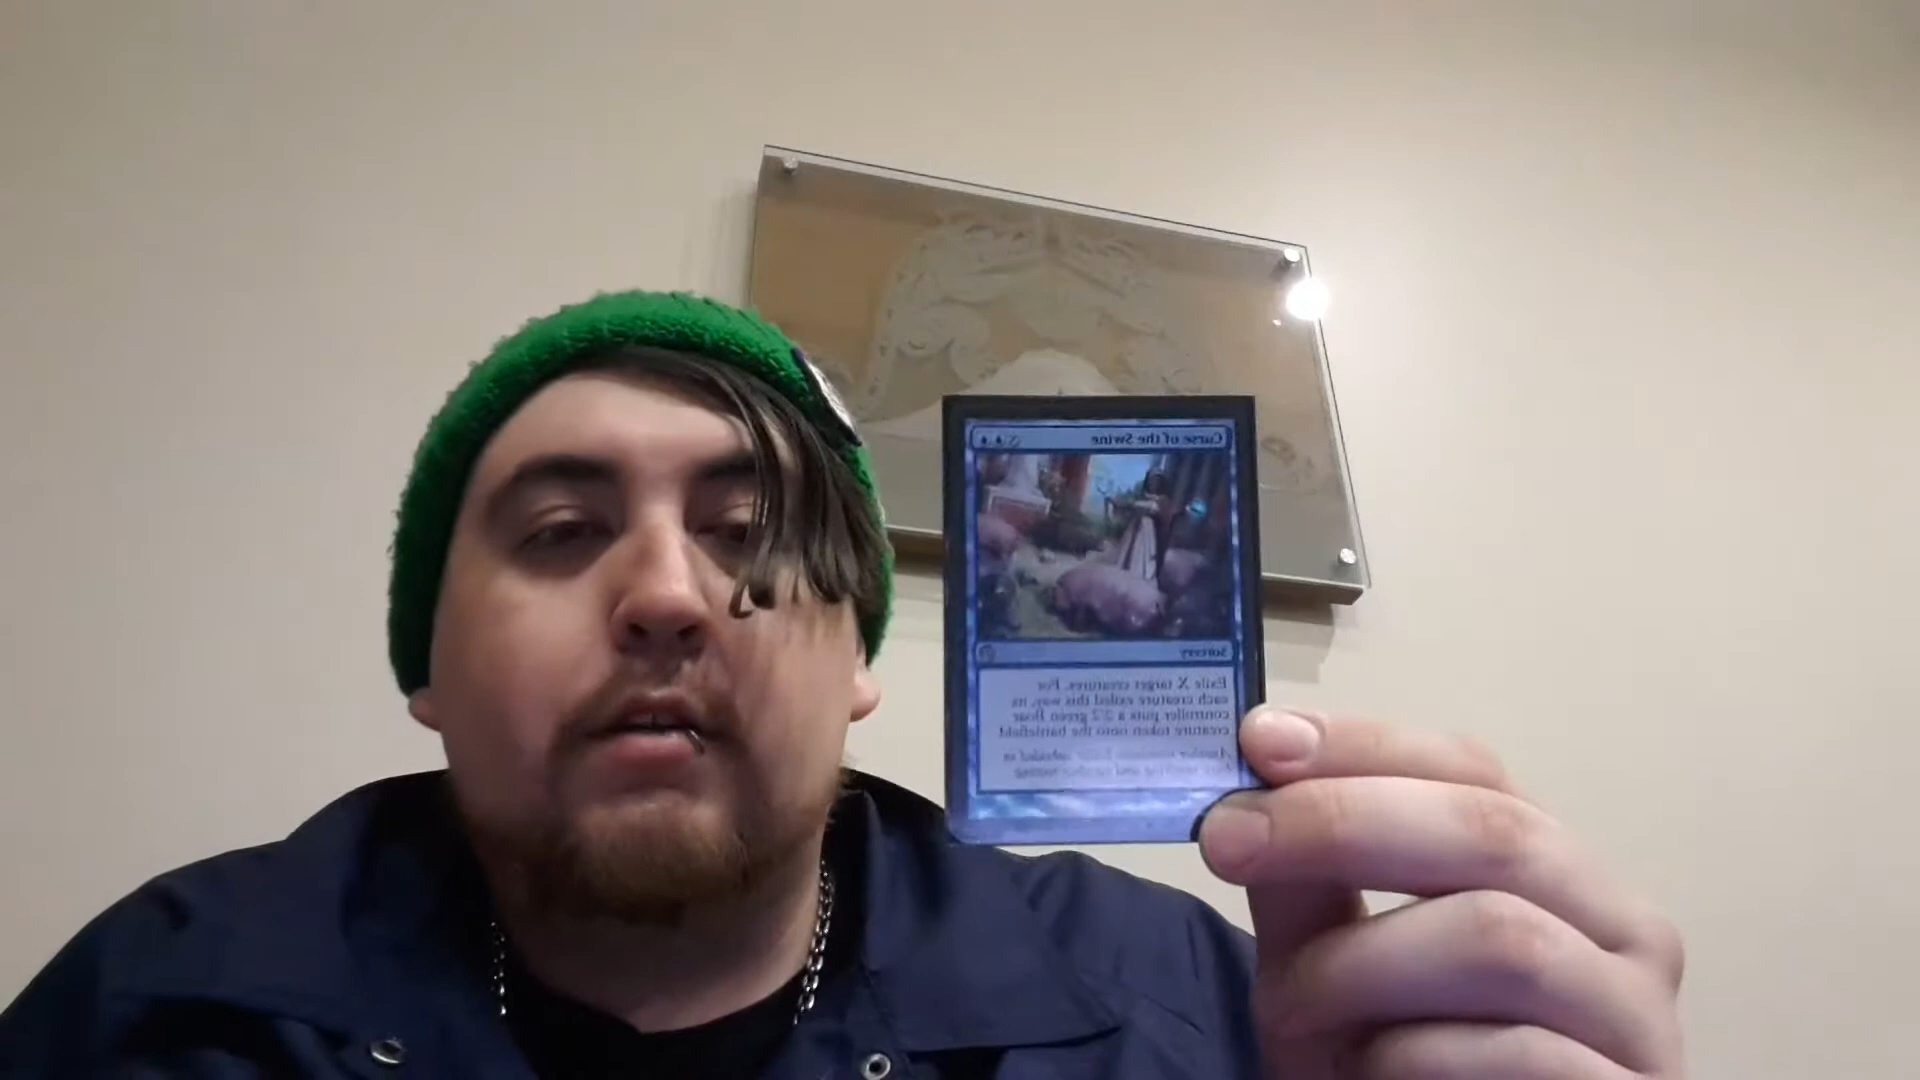 Curse of the Swine
Sorcery
Exile X target creatures. For
each creature exiled this way, its
controller puts a 2/2 green Boar
creature token onto the battlefield.